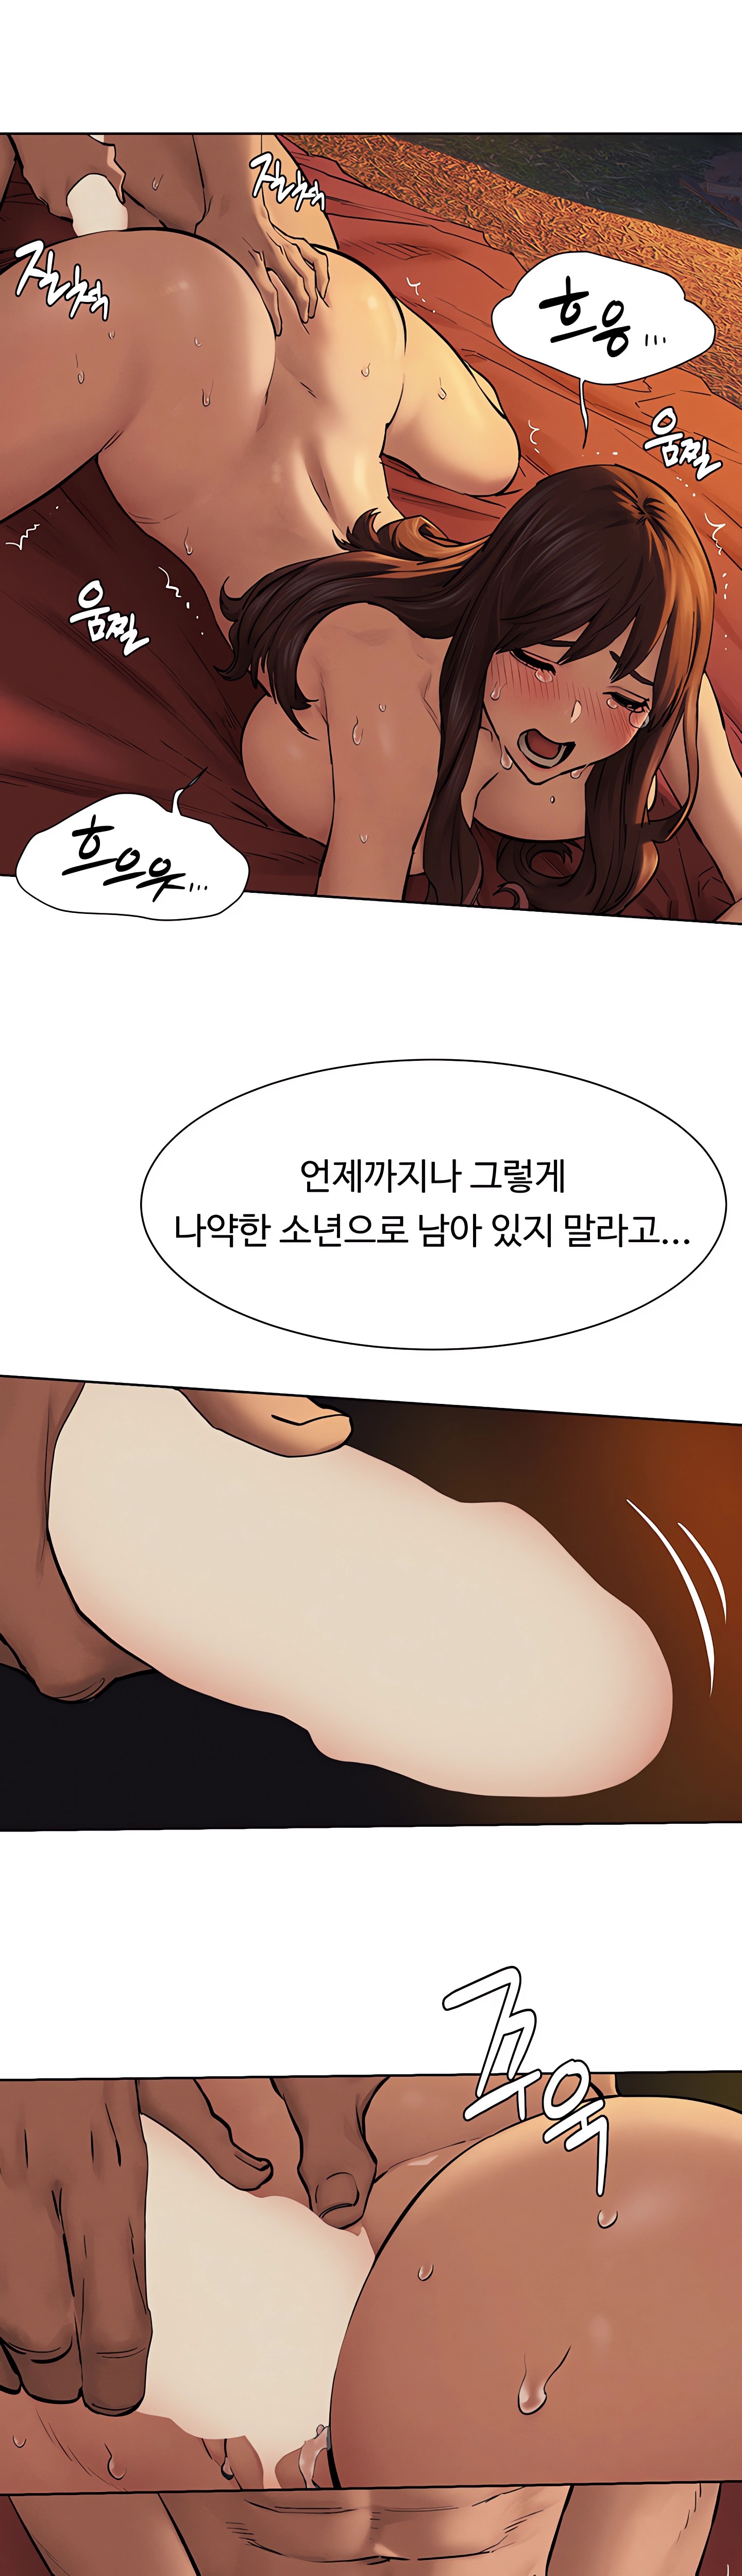 질척
질척
흐응...
움찔
움찔
흐으읏...
언제까지나 그렇게
나약한 소년으로 남아 있지 말라고...
꾸욱